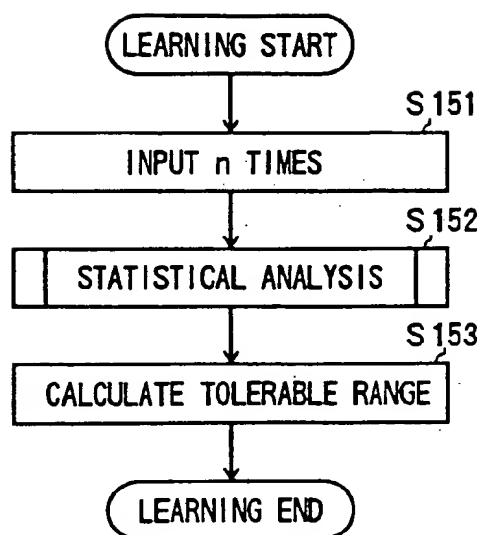 LEARNING START
S151
INPUT n TIMES
S152
STATISTICAL ANALYSIS
S153
CALCULATE TOLERABLE RANGE
LEARNING END